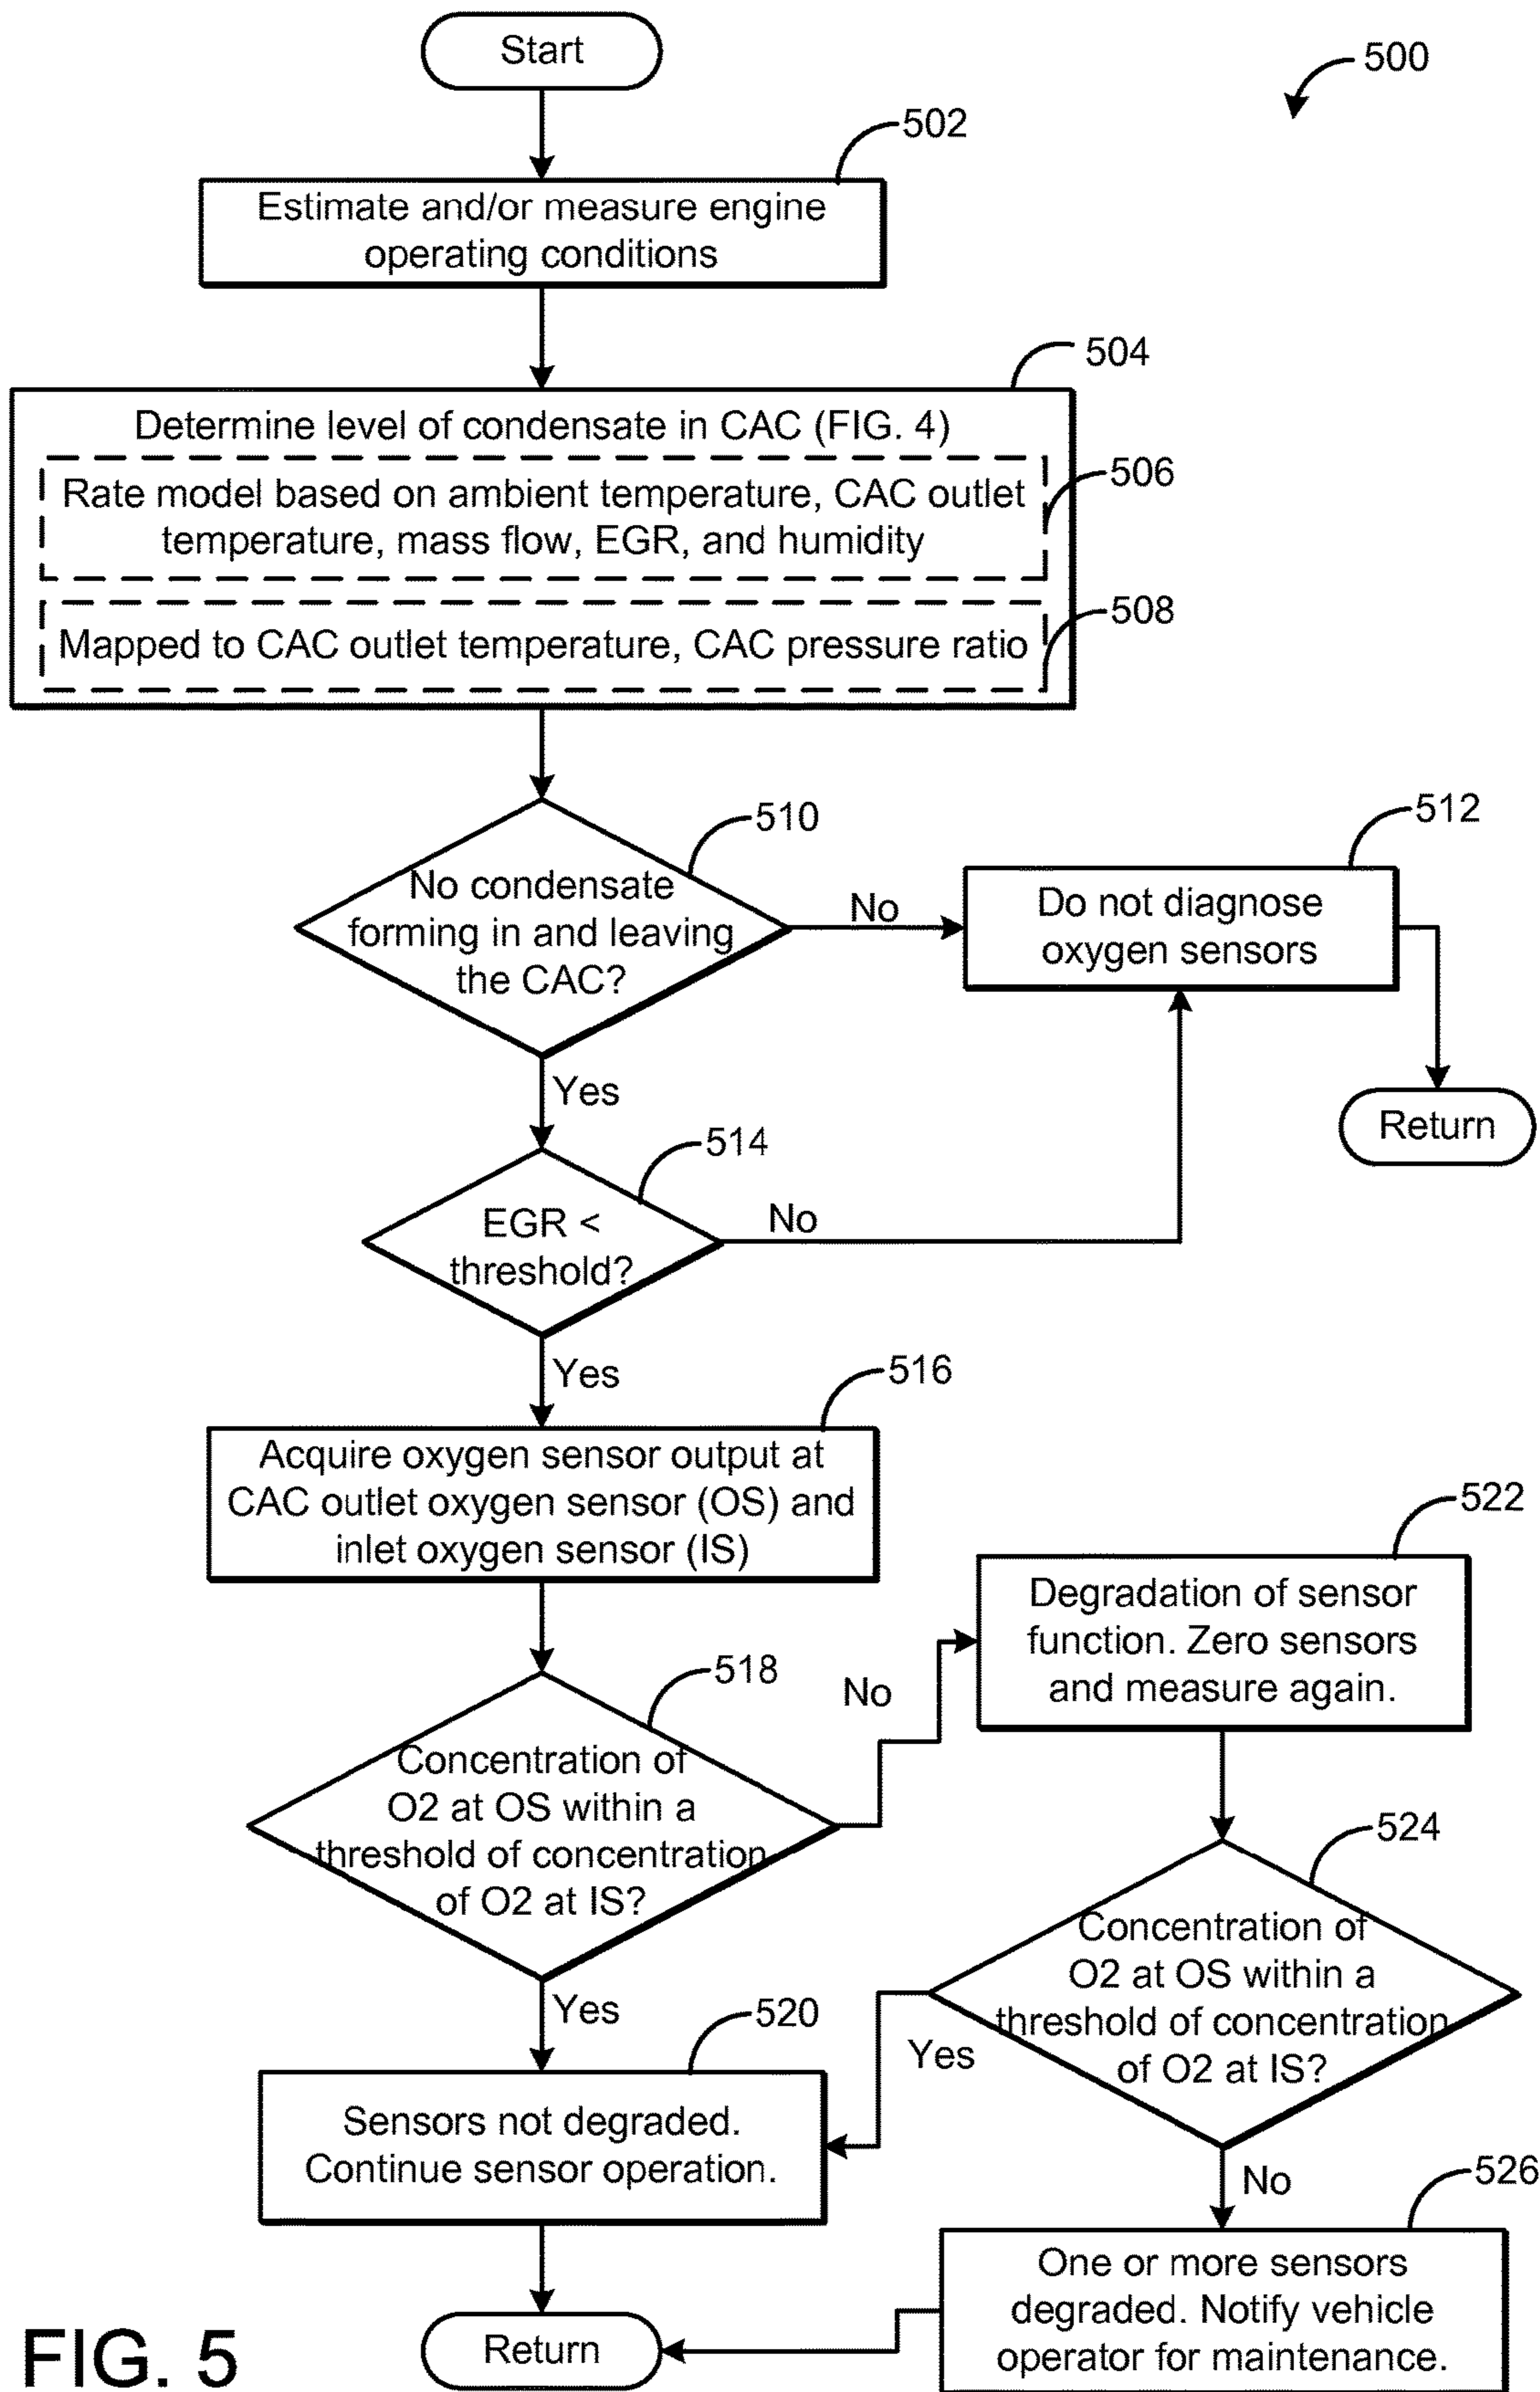 Start
500
502
Estimate and/or measure engine
operating conditions
504
Determine level of condensate in CAC (FIG. 4)
506
Rate model based on ambient temperature, CAC outlet
temperature, mass flow, EGR, and humidity
508
Mapped to CAC outlet temperature, CAC pressure ratio
510
No condensate
forming in and leaving
the CAC?
No
512
Do not diagnose
oxygen sensors
Return
Yes
514
EGR <
threshold?
No
Yes
516
Acquire oxygen sensor output at
CAC outlet oxygen sensor (OS) and
inlet oxygen sensor (IS)
518
Concentration of
O2 at OS within a
threshold of concentration
of O2 at IS?
No
522
Degradation of sensor
function. Zero sensors
and measure again.
524
Concentration of
O2 at OS within a
threshold of concentration
of O2 at IS?
Yes
Yes
520
Sensors not degraded.
Continue sensor operation.
No
526
One or more sensors
degraded. Notify vehicle
operator for maintenance.
Return
FIG. 5